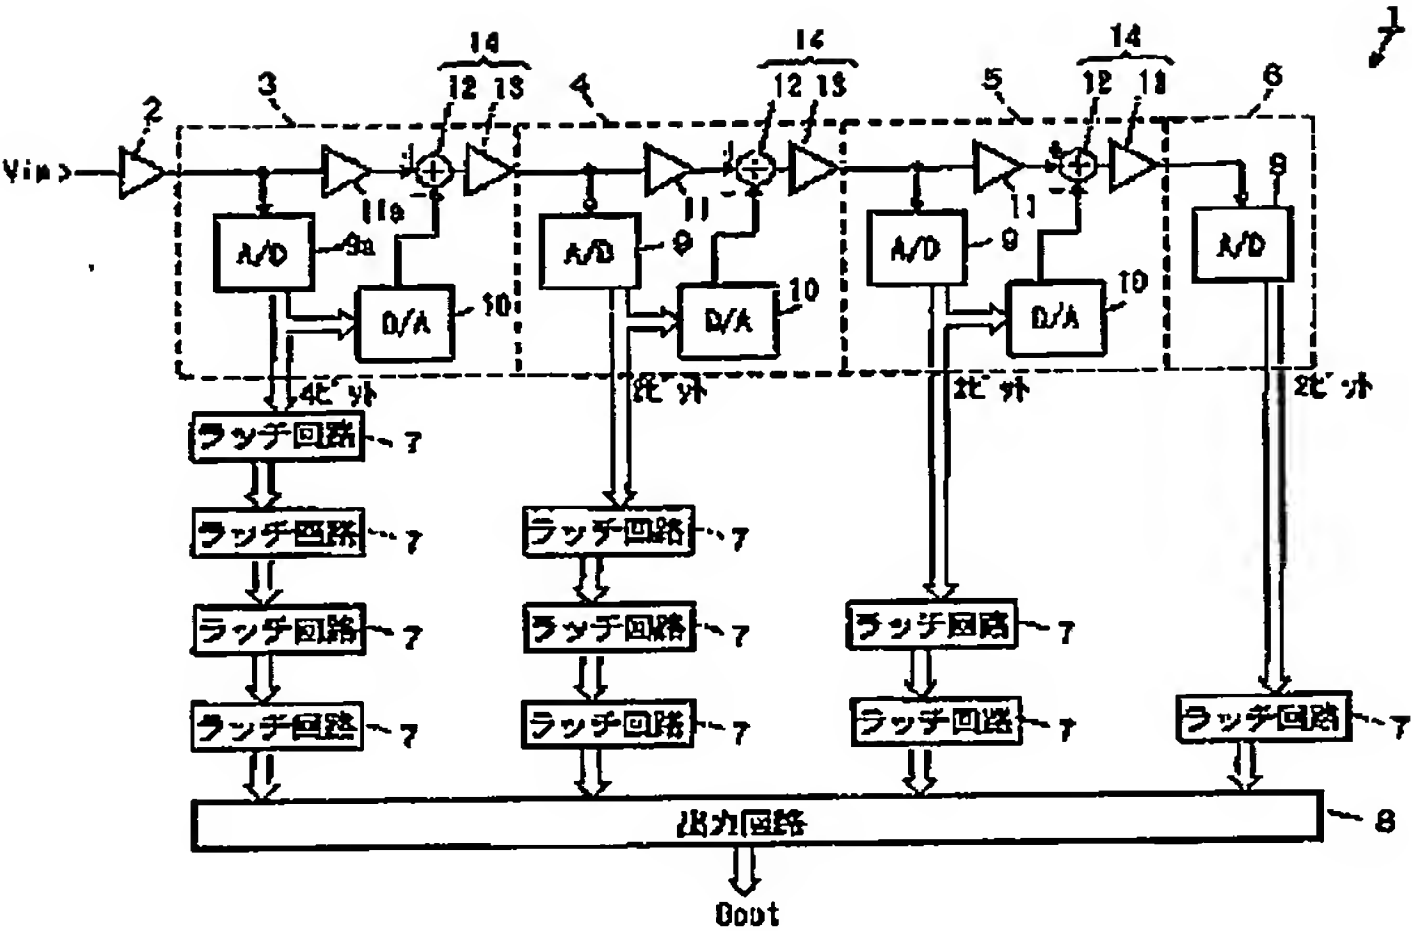 1
14 14 14
2 3 12 13 4 12 13 5 12 13 6
Vin
11a 11 11 9
A/D 9a A/D 9 A/D 9 A/D
D/A 10 D/A 10 D/A 10
4ビット 2ビット 2ビット 2ビット
ラッチ回路 7
ラッチ回路 7 ラッチ回路 7
ラッチ回路 7 ラッチ回路 7 ラッチ回路 7
ラッチ回路 7 ラッチ回路 7 ラッチ回路 7 ラッチ回路 7
出力回路 8
Dout